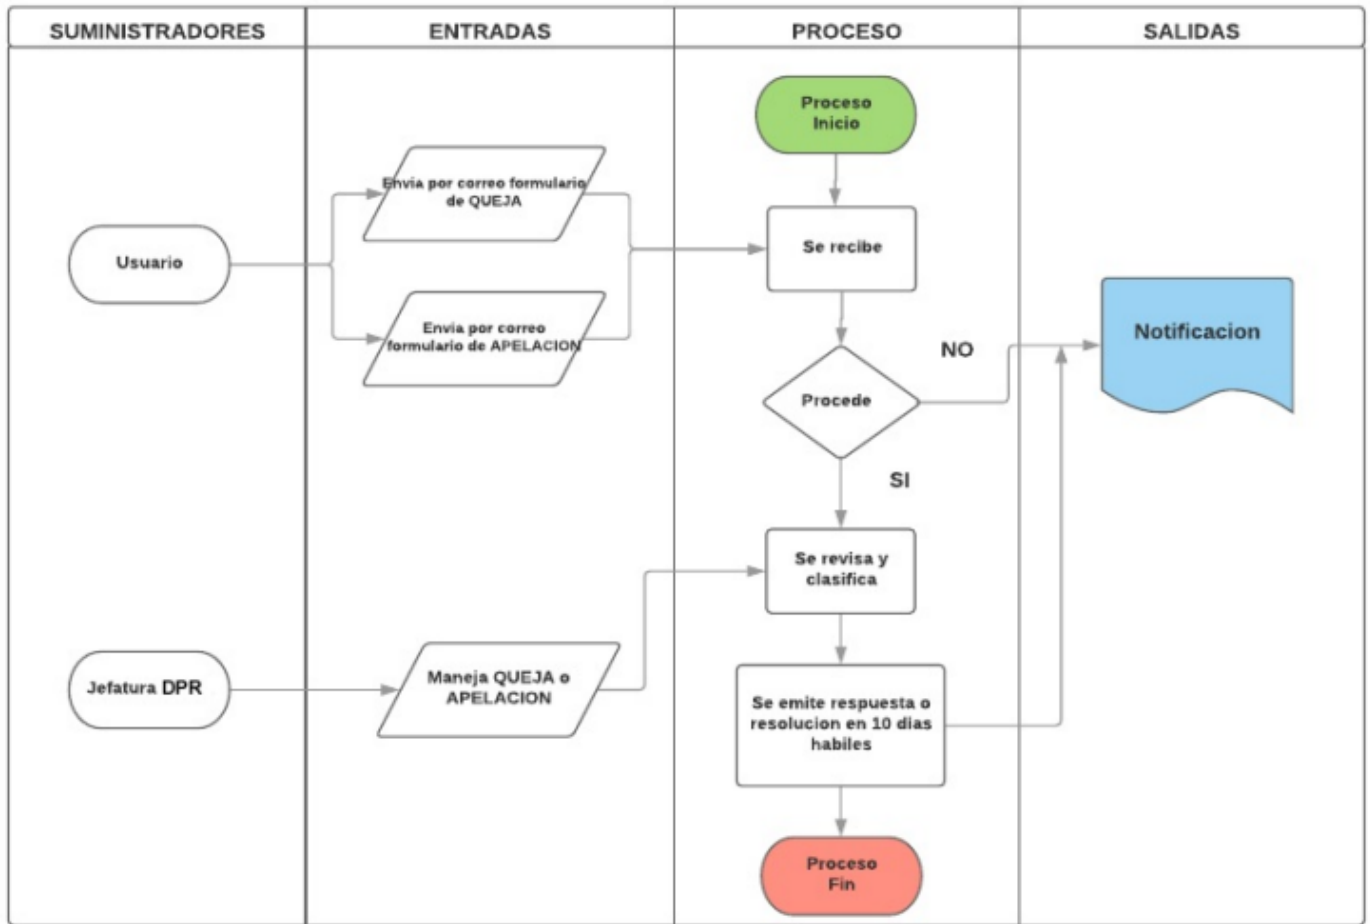 SUMINISTRADORES
ENTRADAS
PROCESO
SALIDAS
Proceso
Inicio
Envia por correo formulario
de QUEJA
Usuario
Se recibe
Envia por correo
formulario de APELACION
Notificacion
NO
Procede
SI
Se revisa y
clasifica
Jefatura DPR
Maneja QUEJA o
APELACION
Se emite respuesta o
resolucion en 10 dias
habiles
Proceso
Fin